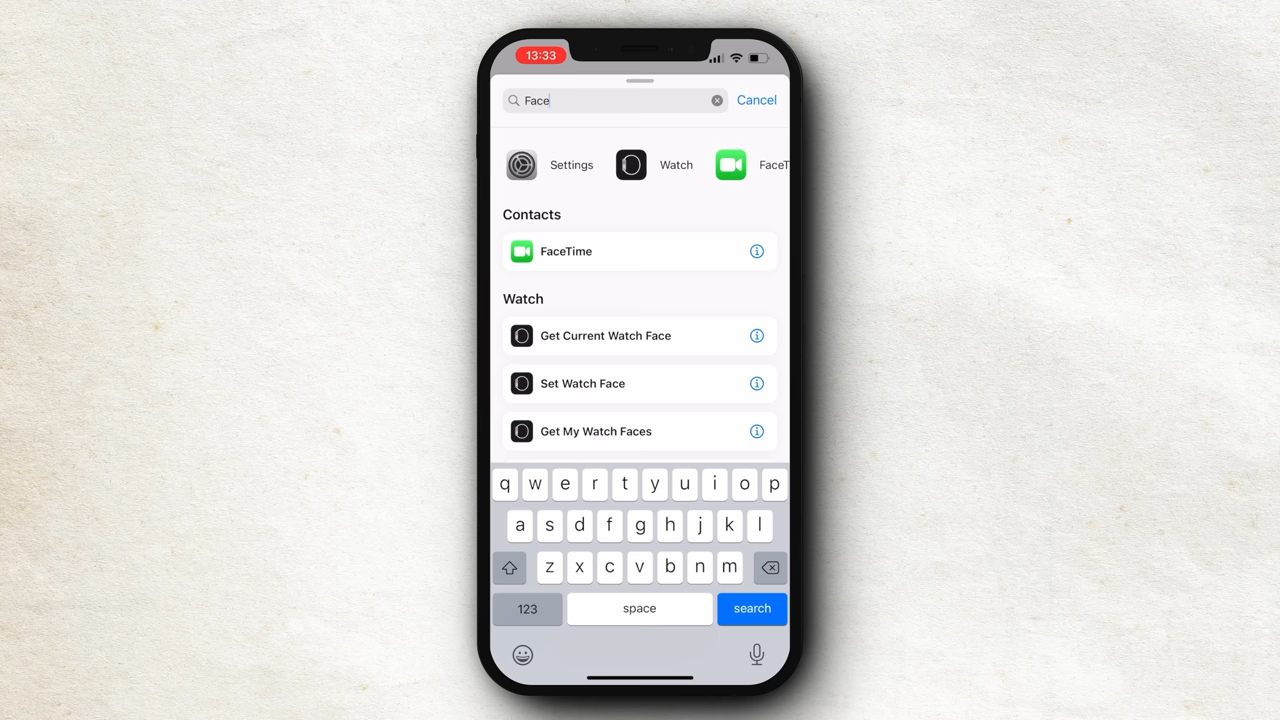 13:33
Face
Cancel
Settings
Watch
FaceT
Contacts
FaceTime
Watch
Get Current Watch Face
Set Watch Face
Get My Watch Faces
q w e r t y u i o p
a s d f g h j k l
z x c v b n m
123
space
search